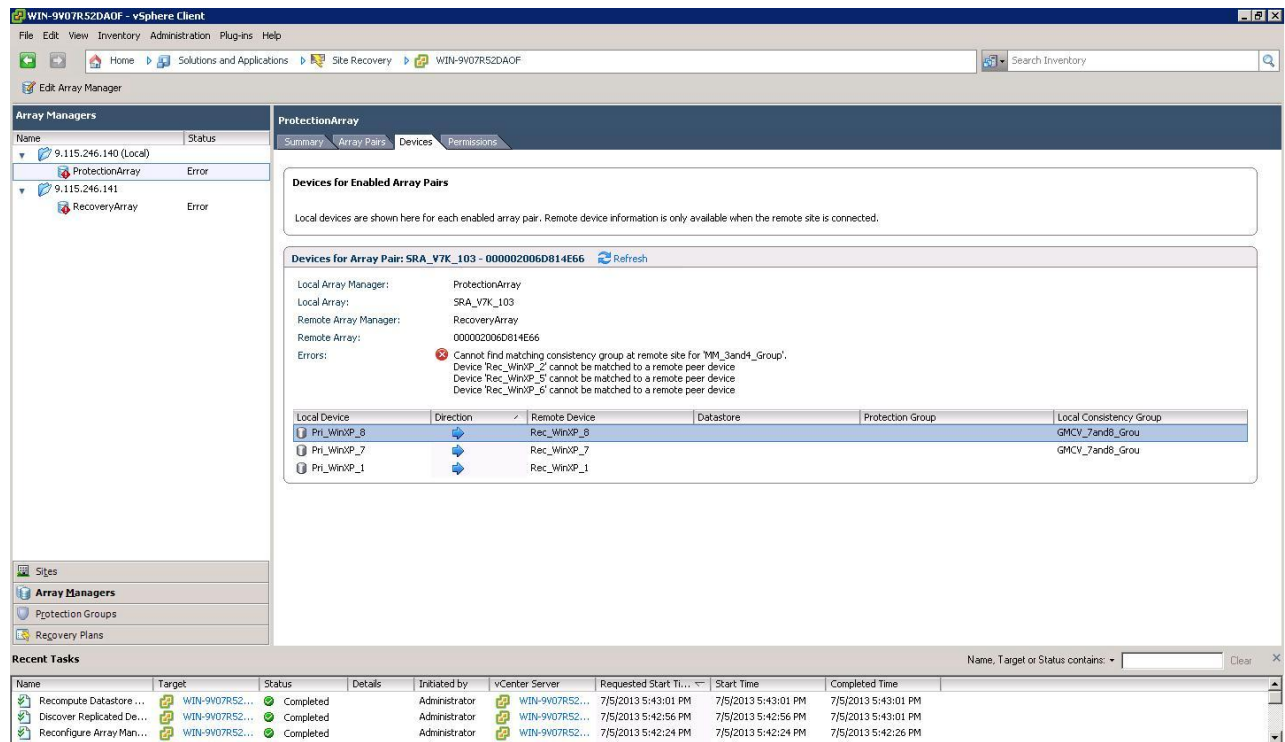 WIN-9V07R52DAOF - vSphere Client
File Edit View Inventory Administration Plug-ins Help
Home Solutions and Applications Site Recovery WIN-9V07R52DAOF Search Inventory
Edit Array Manager
Array Managers
Name Status
9.115.246.140 (Local)
ProtectionArray Error
9.115.246.141
RecoveryArray Error
Sites
Array Managers
Protection Groups
Recovery Plans
ProtectionArray
Summary Array Pairs Devices Permissions
Devices for Enabled Array Pairs
Local devices are shown here for each enabled array pair. Remote device information is only available when the remote site is connected.
Devices for Array Pair: SRA_V7K_103 - 000002006D814E66 Refresh
Local Array Manager: ProtectionArray
Local Array: SRA_V7K_103
Remote Array Manager: RecoveryArray
Remote Array: 000002006D814E66
Errors: Cannot find matching consistency group at remote site for 'MM_3and4_Group'.
Device 'Rec_WinXP_2' cannot be matched to a remote peer device
Device 'Rec_WinXP_5' cannot be matched to a remote peer device
Device 'Rec_WinXP_6' cannot be matched to a remote peer device
Local Device Direction Remote Device Datastore Protection Group Local Consistency Group
Pri_WinXP_8 Rec_WinXP_8 GMCV_7and8_Grou
Pri_WinXP_7 Rec_WinXP_7 GMCV_7and8_Grou
Pri_WinXP_1 Rec_WinXP_1
Recent Tasks Name, Target or Status contains: Clear
Name Target Status Details Initiated by vCenter Server Requested Start Ti... Start Time Completed Time
Recompute Datastore ... WIN-9V07R52... Completed Administrator WIN-9V07R52... 7/5/2013 5:43:01 PM 7/5/2013 5:43:01 PM 7/5/2013 5:43:01 PM
Discover Replicated De... WIN-9V07R52... Completed Administrator WIN-9V07R52... 7/5/2013 5:42:56 PM 7/5/2013 5:42:56 PM 7/5/2013 5:43:01 PM
Reconfigure Array Man... WIN-9V07R52... Completed Administrator WIN-9V07R52... 7/5/2013 5:42:24 PM 7/5/2013 5:42:24 PM 7/5/2013 5:42:26 PM